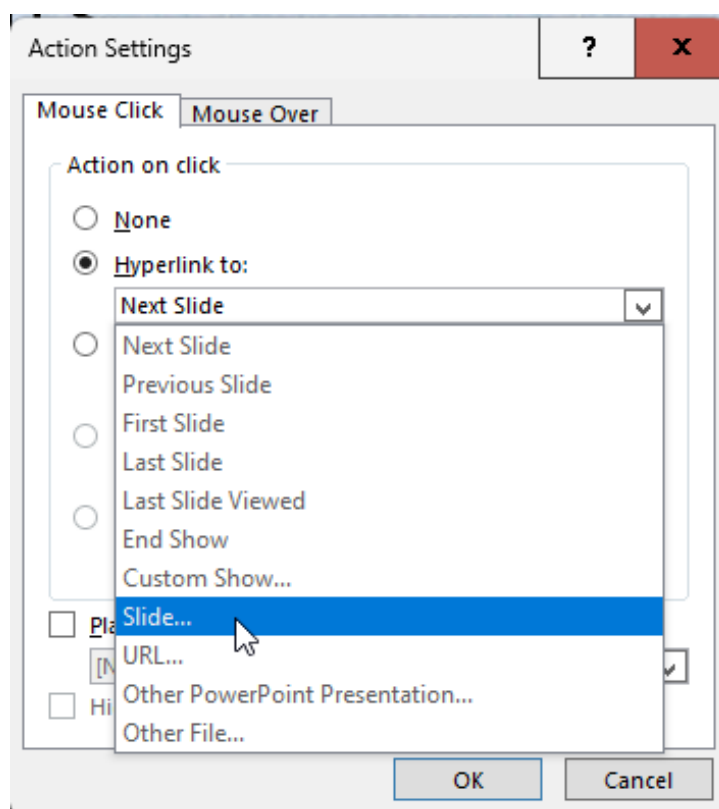 Action Settings
?
x
Mouse Click
Mouse Over
Action on click
None
Hyperlink to:
Next Slide
Next Slide
Previous Slide
First Slide
Last Slide
Last Slide Viewed
End Show
Custom Show...
Slide...
URL...
Other PowerPoint Presentation...
Other File...
OK
Cancel